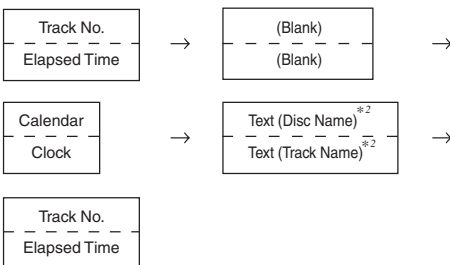 Track No.
Elapsed Time
→
(Blank)
(Blank)
→
Calendar
Clock
→
Text (Disc Name)*2
Text (Track Name)*2
→
Track No.
Elapsed Time